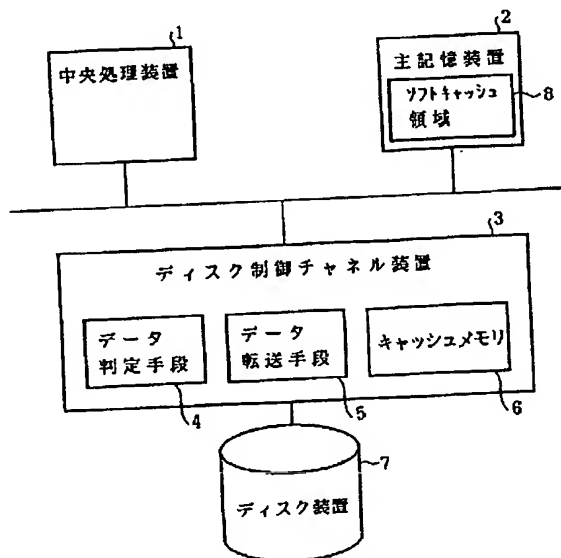 1
中央処理装置
2
主記憶装置
ソフトキャッシュ
領域
8
3
ディスク制御チャネル装置
データ
判定手段
データ
転送手段
キャッシュメモリ
4
5
6
7
ディスク装置